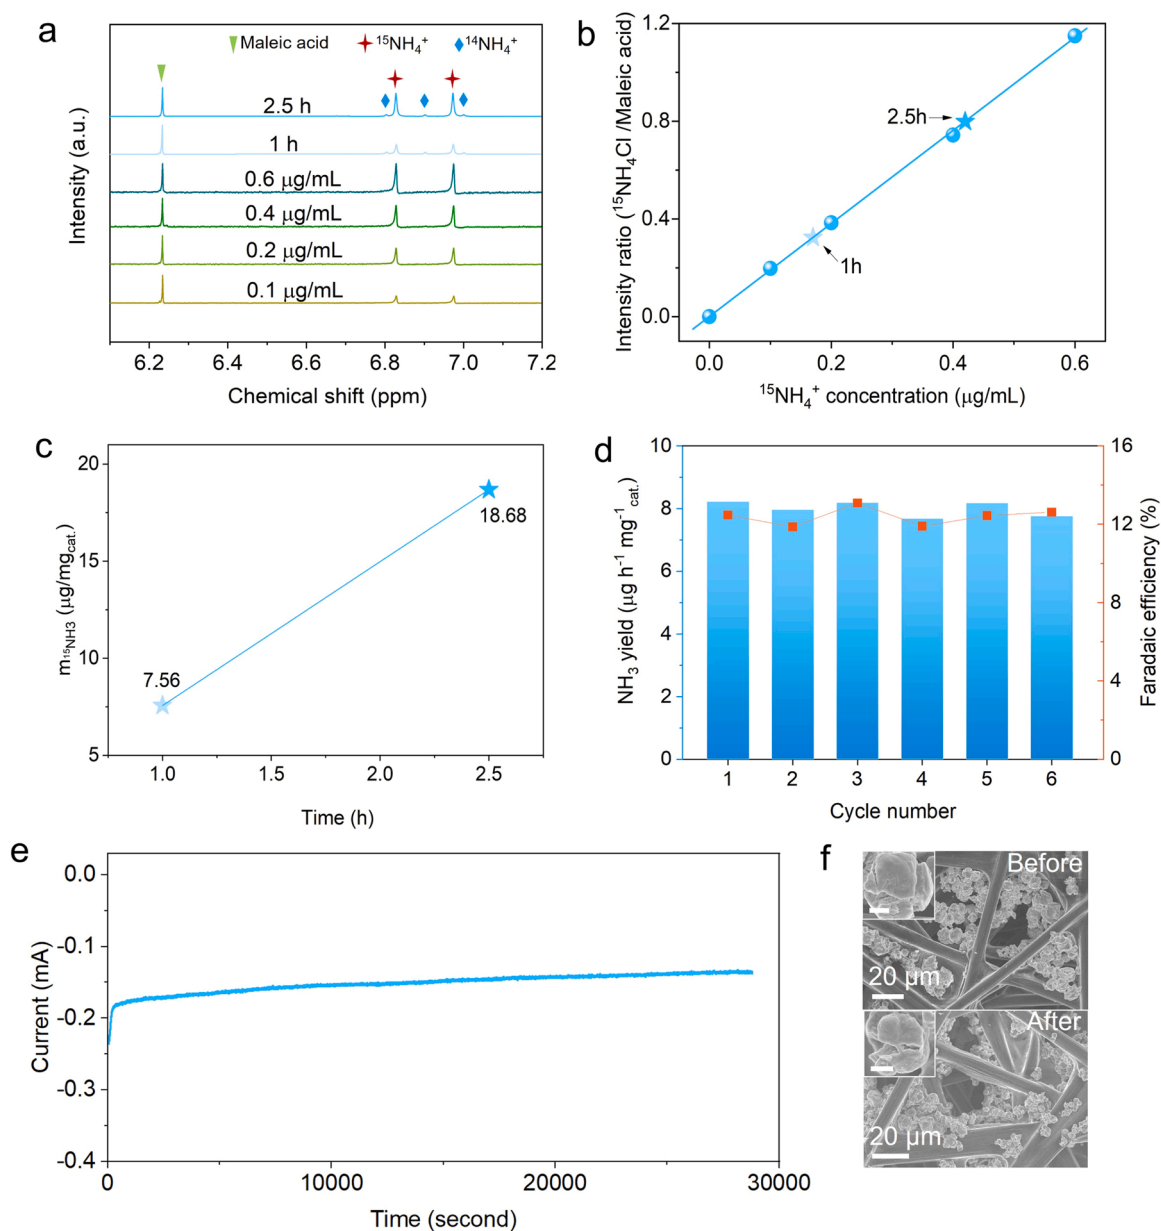 a
Maleic acid
¹⁵NH₄⁺
¹⁴NH₄⁺
2.5 h
1 h
0.6 μg/mL
0.4 μg/mL
0.2 μg/mL
0.1 μg/mL
Intensity (a.u.)
6.2 6.4 6.6 6.8 7.0 7.2
Chemical shift (ppm)
b
1.2
0.8
0.4
0.0
2.5h
1h
Intensity ratio (¹⁵NH₄Cl /Maleic acid)
0.0 0.2 0.4 0.6
¹⁵NH₄⁺ concentration (μg/mL)
c
20
15
10
5
m₁₅NH3 (μg/mgcat.)
7.56
18.68
1.0 1.5 2.0 2.5
Time (h)
d
10
8
6
4
2
0
NH₃ yield (μg h⁻¹ mg⁻¹cat.)
16
12
8
4
0
Faradaic efficiency (%)
1 2 3 4 5 6
Cycle number
e
0.0
-0.1
-0.2
-0.3
-0.4
Current (mA)
0 10000 20000 30000
Time (second)
f
Before
20 μm
After
20 μm